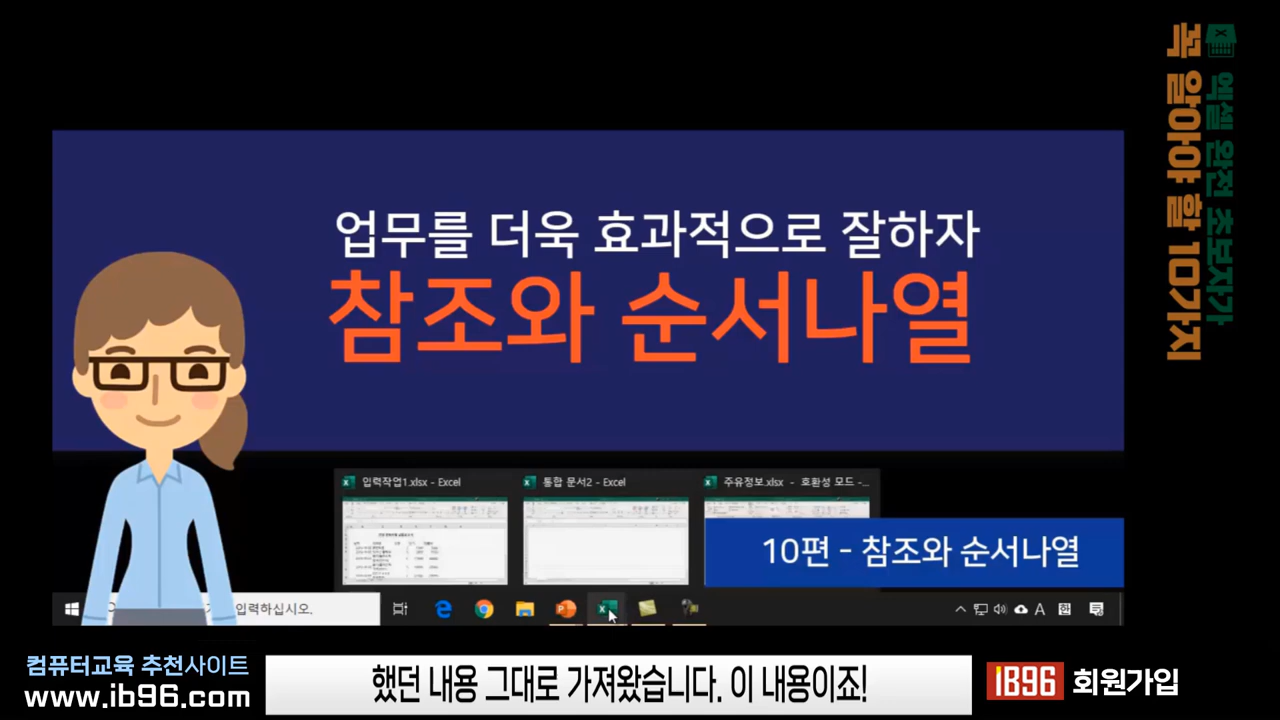 엑셀 완전 초보자가
꼭 알아야 할 10가지
업무를 더욱 효과적으로 잘하자
참조와 순서나열
입력작업1.xlsx - Excel
통합 문서2 - Excel
주유정보.xlsx - 호환성 모드 -...
10편 - 참조와 순서나열
입력하십시오.
A
한
컴퓨터교육 추천사이트
www.ib96.com
했던 내용 그대로 가져왔습니다. 이 내용이죠!
IB96 회원가입